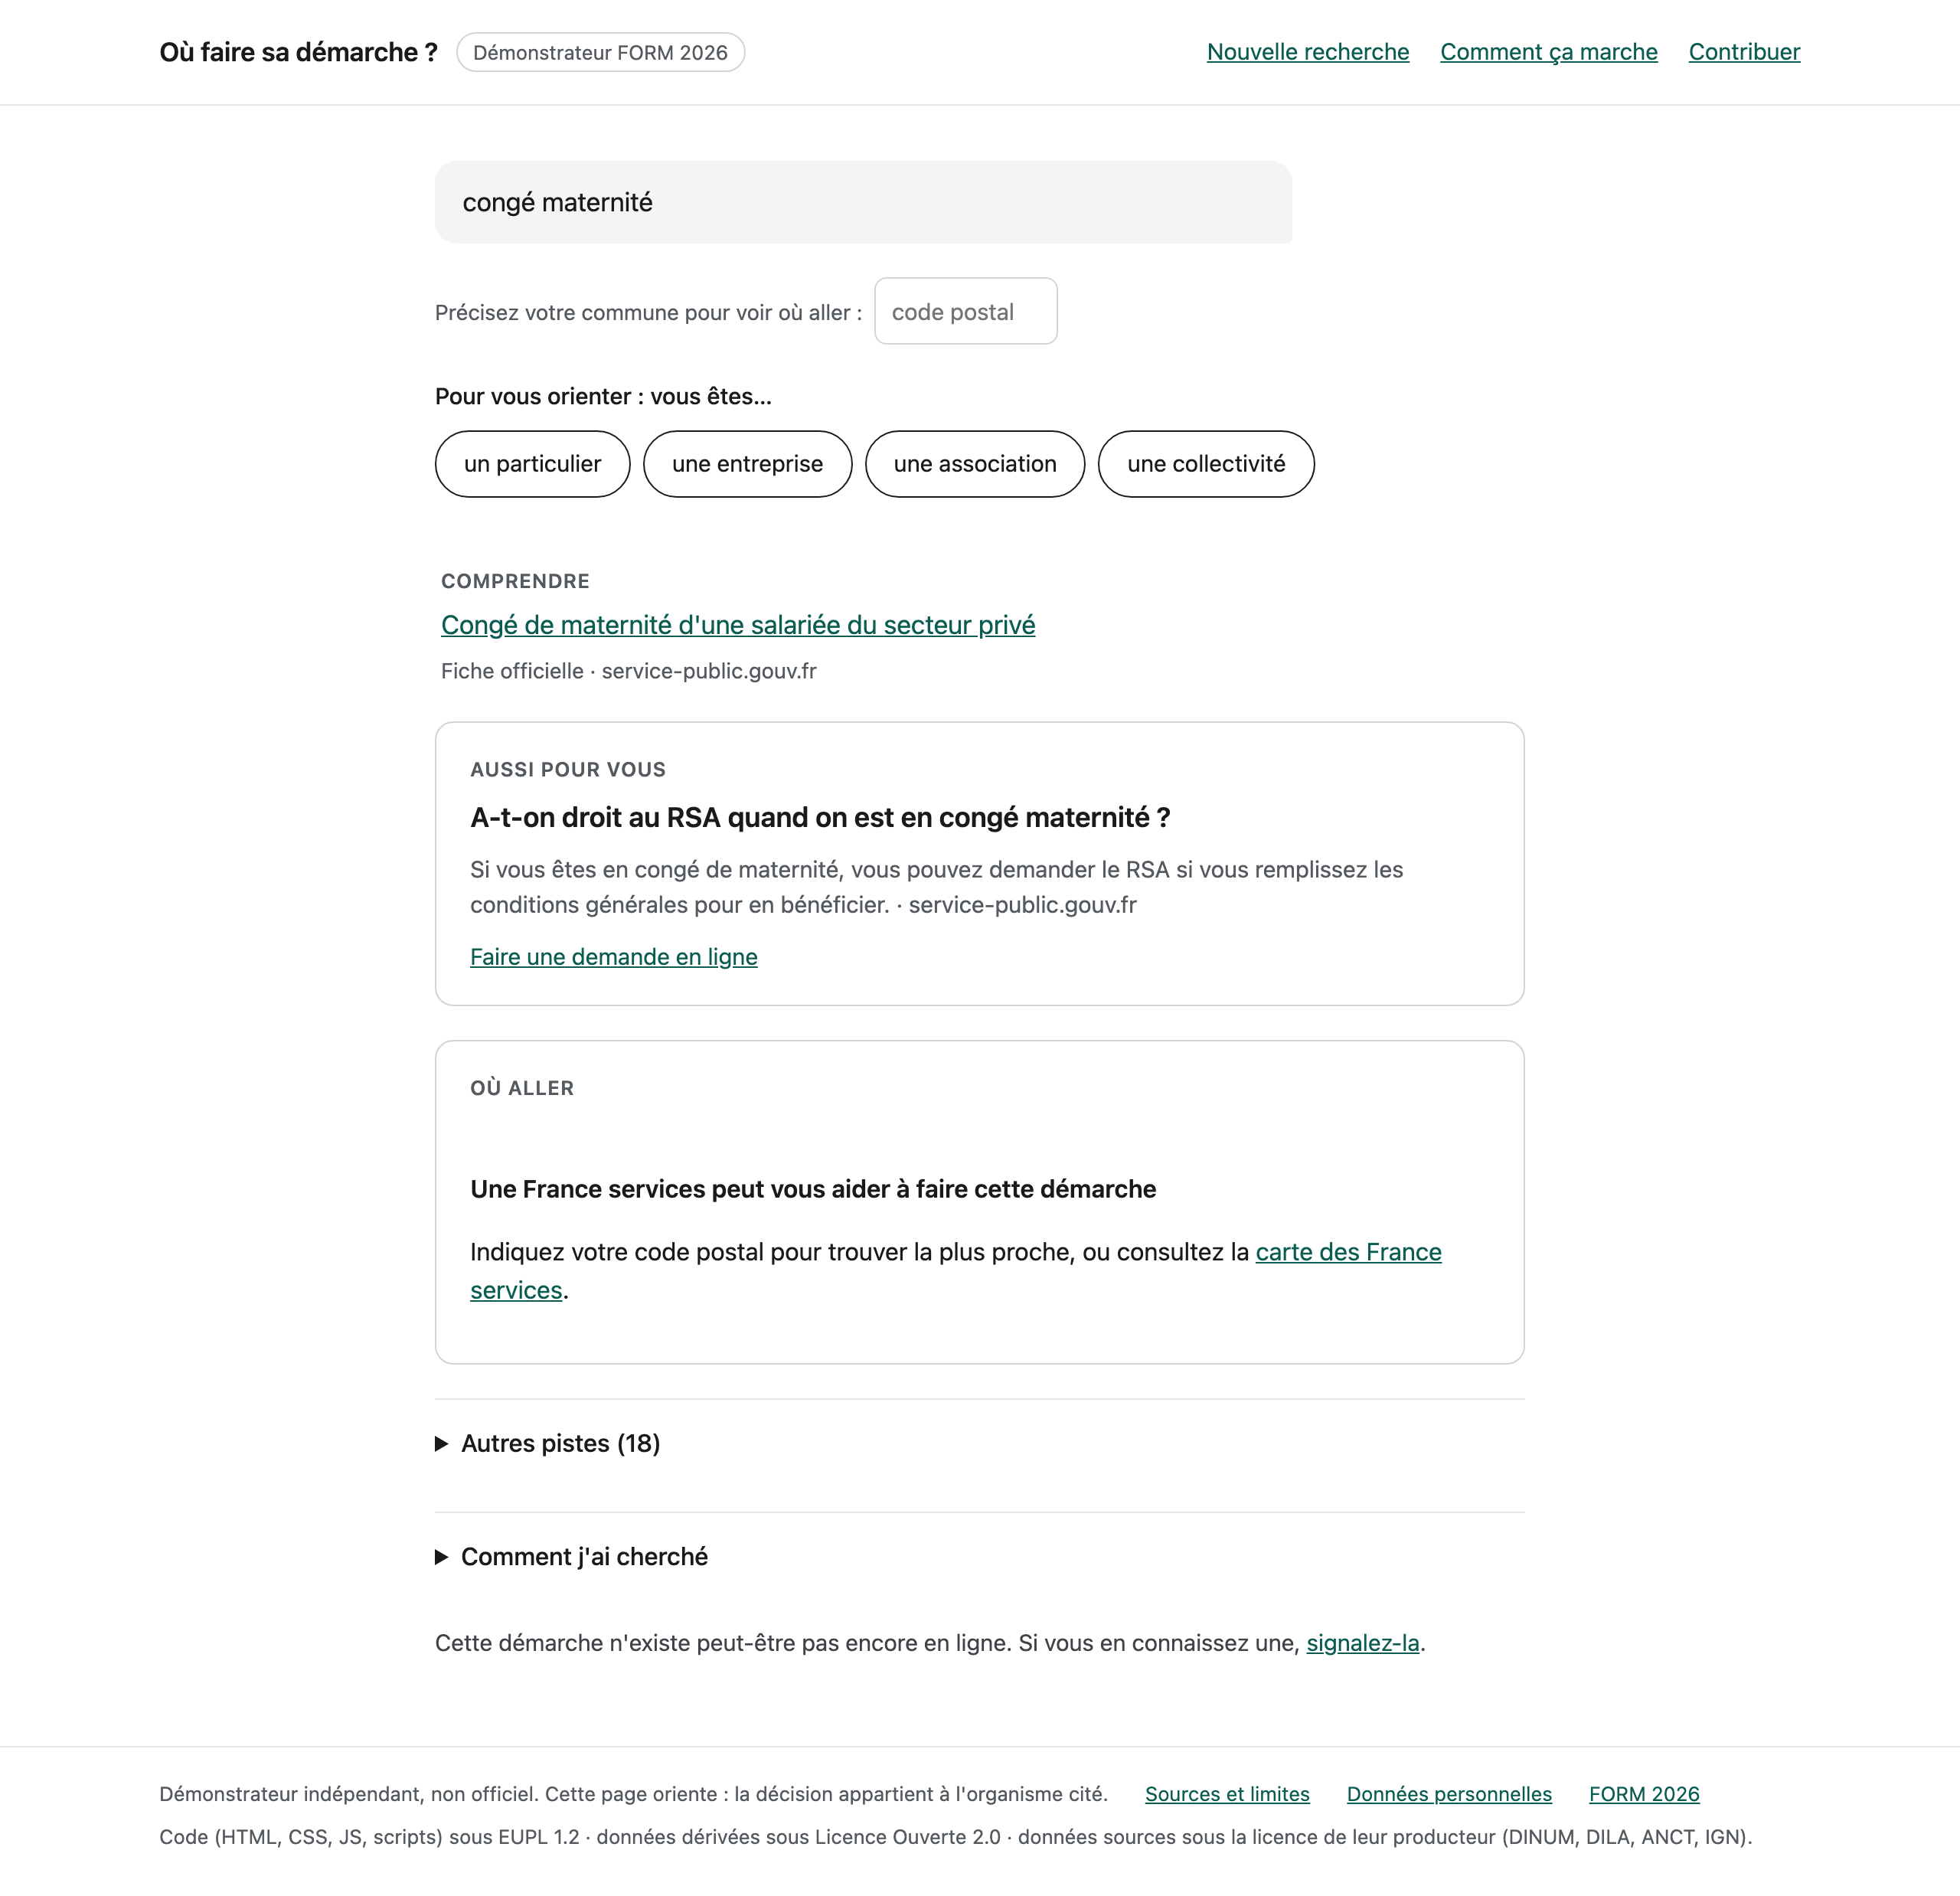 Où faire sa démarche ?
Démonstrateur FORM 2026
Nouvelle recherche
Comment ça marche
Contribuer
congé maternité
Précisez votre commune pour voir où aller :
code postal
Pour vous orienter : vous êtes...
un particulier
une entreprise
une association
une collectivité
COMPRENDRE
Congé de maternité d'une salariée du secteur privé
Fiche officielle · service-public.gouv.fr
AUSSI POUR VOUS
A-t-on droit au RSA quand on est en congé maternité ?
Si vous êtes en congé de maternité, vous pouvez demander le RSA si vous remplissez les
conditions générales pour en bénéficier. · service-public.gouv.fr
Faire une demande en ligne
OÙ ALLER
Une France services peut vous aider à faire cette démarche
Indiquez votre code postal pour trouver la plus proche, ou consultez la carte des France
services.
Autres pistes (18)
Comment j'ai cherché
Cette démarche n'existe peut-être pas encore en ligne. Si vous en connaissez une, signalez-la.
Démonstrateur indépendant, non officiel. Cette page oriente : la décision appartient à l'organisme cité.
Sources et limites
Données personnelles
FORM 2026
Code (HTML, CSS, JS, scripts) sous EUPL 1.2 · données dérivées sous Licence Ouverte 2.0 · données sources sous la licence de leur producteur (DINUM, DILA, ANCT, IGN).